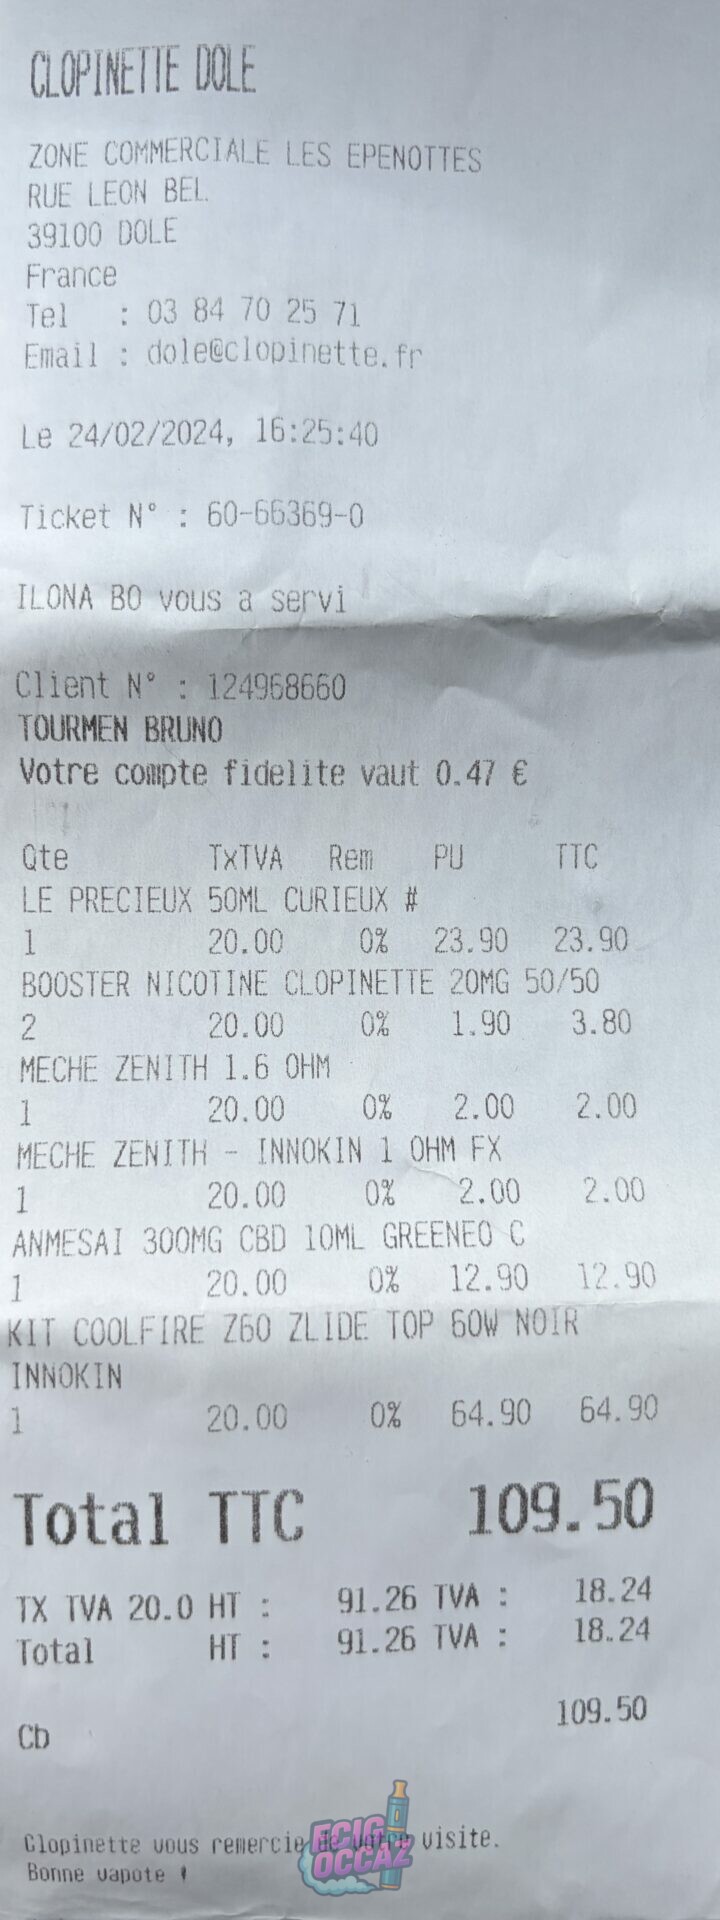 CLOPINETTE DOLE
ZONE COMMERCIALE LES EPENOTTES
RUE LEON BEL
39100 DOLE
France
Tel : 03 84 70 25 71
Email : dole@clopinette.fr
Le 24/02/2024, 16:25:40
Ticket N° : 60-66369-0
ILONA BO vous a servi
Client N° : 124968660
TOURMEN BRUNO
Votre compte fidelite vaut 0.47 €
Qte TxTVA Rem PU TTC
LE PRECIEUX 50ML CURIEUX #
1 20.00 0% 23.90 23.90
BOOSTER NICOTINE CLOPINETTE 20MG 50/50
2 20.00 0% 1.90 3.80
MECHE ZENITH 1.6 OHM
1 20.00 0% 2.00 2.00
MECHE ZENITH - INNOKIN 1 OHM FX
1 20.00 0% 2.00 2.00
ANMESAI 300MG CBD 10ML GREENEO C
1 20.00 0% 12.90 12.90
KIT COOLFIRE Z60 ZLIDE TOP 60W NOIR
INNOKIN
1 20.00 0% 64.90 64.90
Total TTC 109.50
TX TVA 20.0 HT : 91.26 TVA : 18.24
Total HT : 91.26 TVA : 18.24
109.50
Cb
Clopinette vous remercie de votre visite.
Bonne vapote !
ECIG
OCCAZ